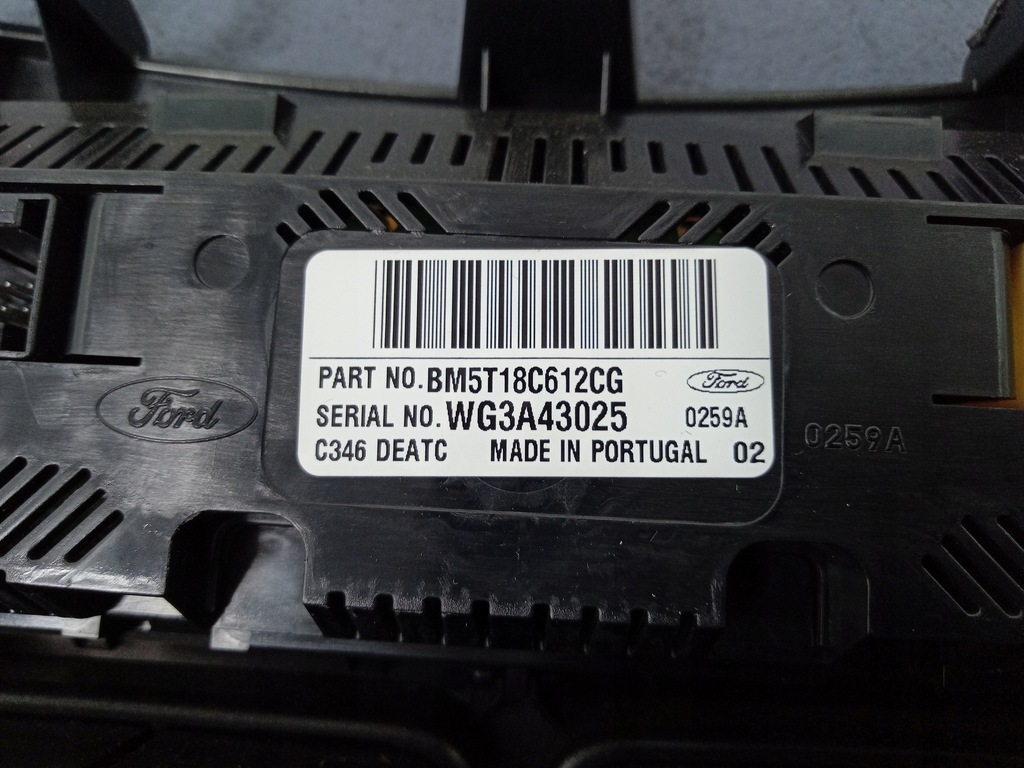 PART NO. BM5T18C612CG
Ford
SERIAL NO. WG3A43025
0259A
C346 DEATC MADE IN PORTUGAL 02
Ford
0259A